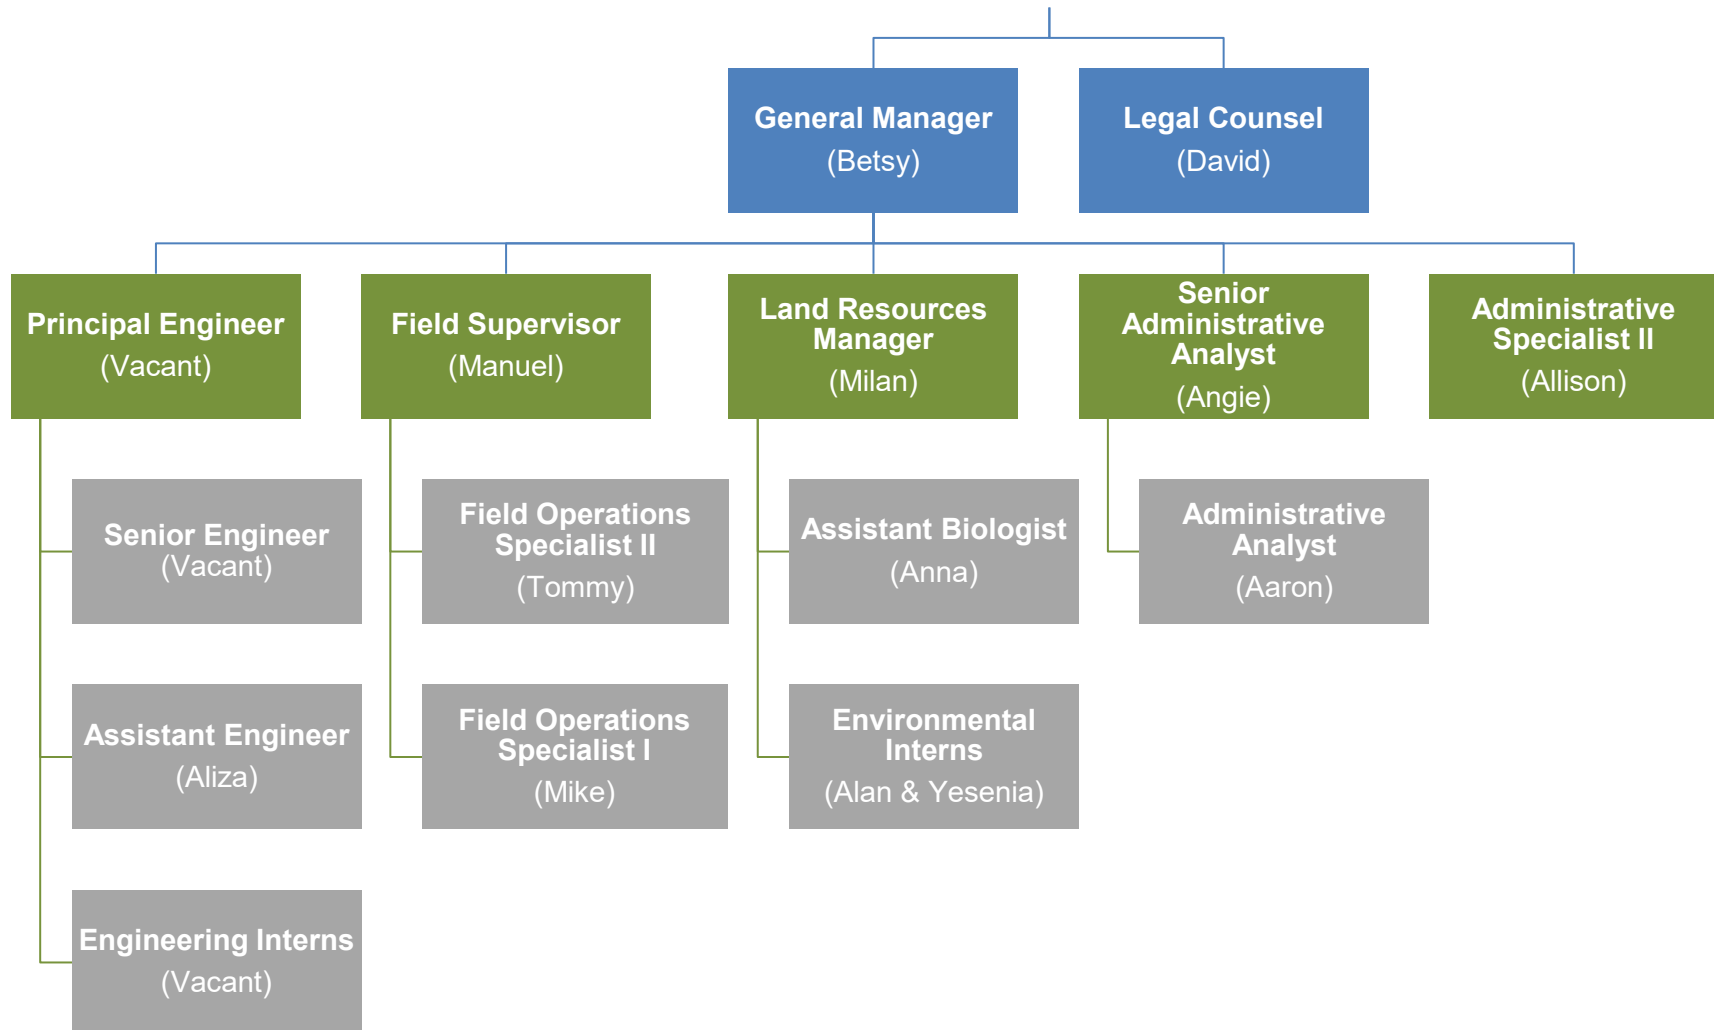 General Manager
(Betsy)
Legal Counsel
(David)
Principal Engineer
(Vacant)
Field Supervisor
(Manuel)
Land Resources
Manager
(Milan)
Senior
Administrative
Analyst
(Angie)
Administrative
Specialist II
(Allison)
Senior Engineer
(Vacant)
Field Operations
Specialist II
(Tommy)
Assistant Biologist
(Anna)
Administrative
Analyst
(Aaron)
Assistant Engineer
(Aliza)
Field Operations
Specialist I
(Mike)
Environmental
Interns
(Alan & Yesenia)
Engineering Interns
(Vacant)